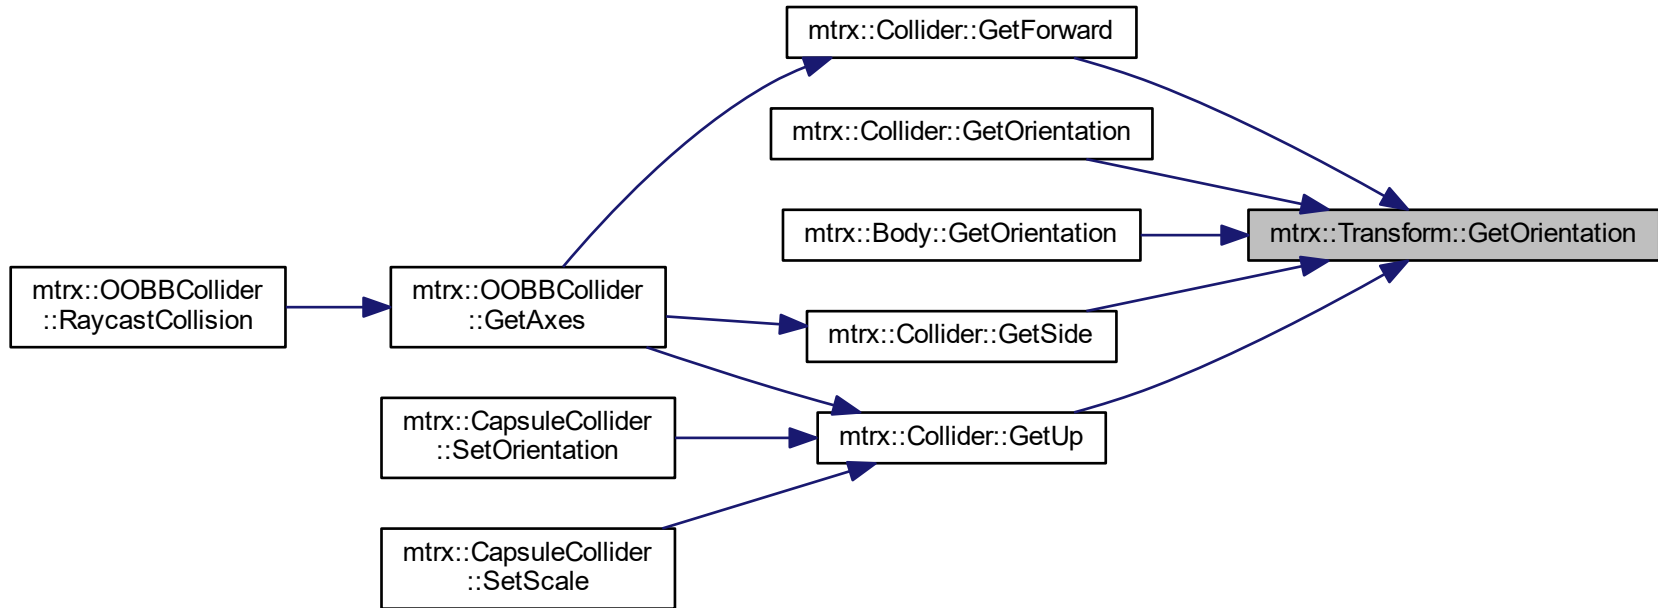 mtrx::Collider::GetForward
mtrx::Collider::GetOrientation
mtrx::Body::GetOrientation
mtrx::Transform::GetOrientation
mtrx::OOBBCollider
::RaycastCollision
mtrx::OOBBCollider
::GetAxes
mtrx::Collider::GetSide
mtrx::CapsuleCollider
::SetOrientation
mtrx::Collider::GetUp
mtrx::CapsuleCollider
::SetScale